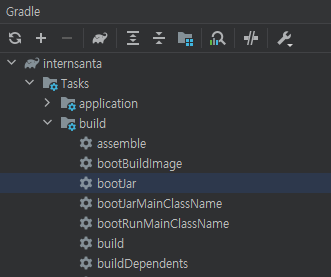 Gradle
internsanta
Tasks
application
build
assemble
bootBuildImage
bootJar
bootJarMainClassName
bootRunMainClassName
build
buildDependents